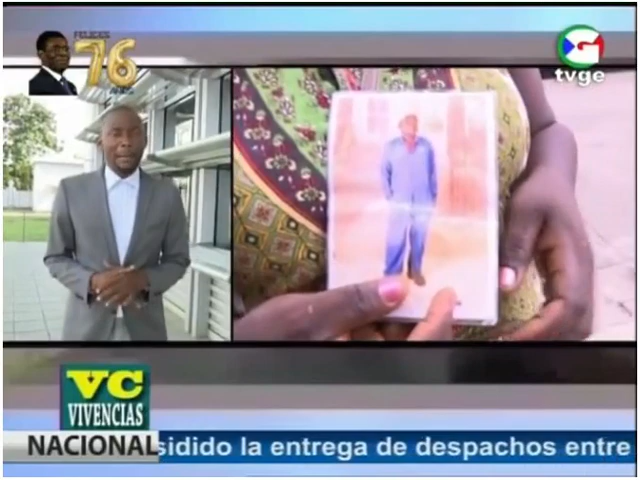 FELICES
76
AÑOS
tvge
VC
VIVENCIAS
NACIONAL
sidido la entrega de despachos entre